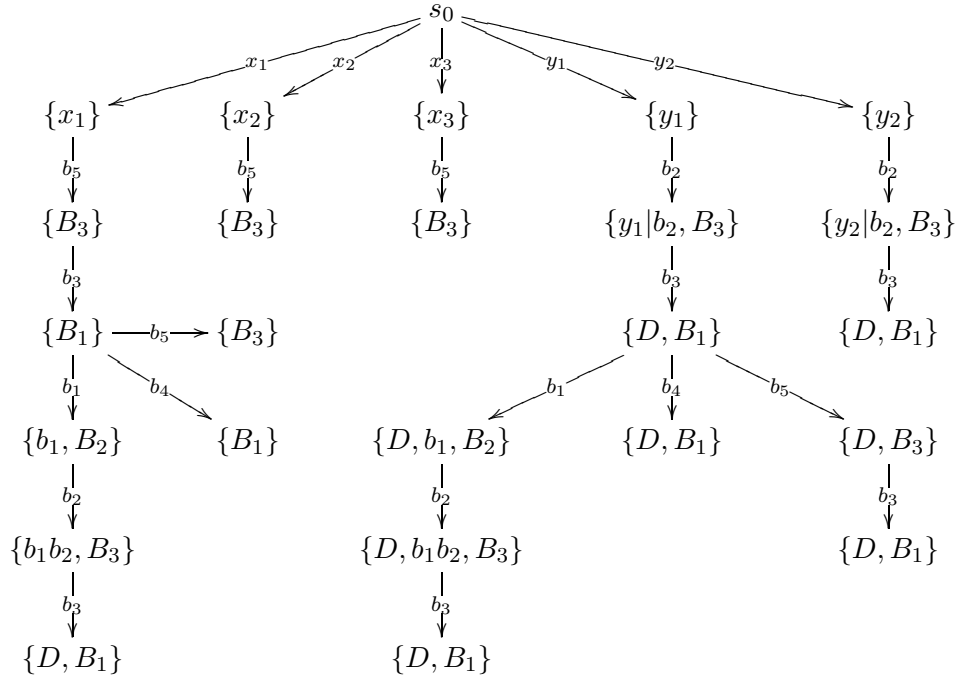 s_0
x_1 x_2 x_3 y_1 y_2
{x_1} {x_2} {x_3} {y_1} {y_2}
b_5 b_5 b_5 b_2 b_2
{B_3} {B_3} {B_3} {y_1|b_2, B_3} {y_2|b_2, B_3}
b_3 b_3 b_3
{B_1} b_5 {B_3} {D, B_1} {D, B_1}
b_1 b_4 b_1 b_4 b_5
{b_1, B_2} {B_1} {D, b_1, B_2} {D, B_1} {D, B_3}
b_2 b_2 b_3
{b_1b_2, B_3} {D, b_1b_2, B_3} {D, B_1}
b_3 b_3
{D, B_1} {D, B_1}